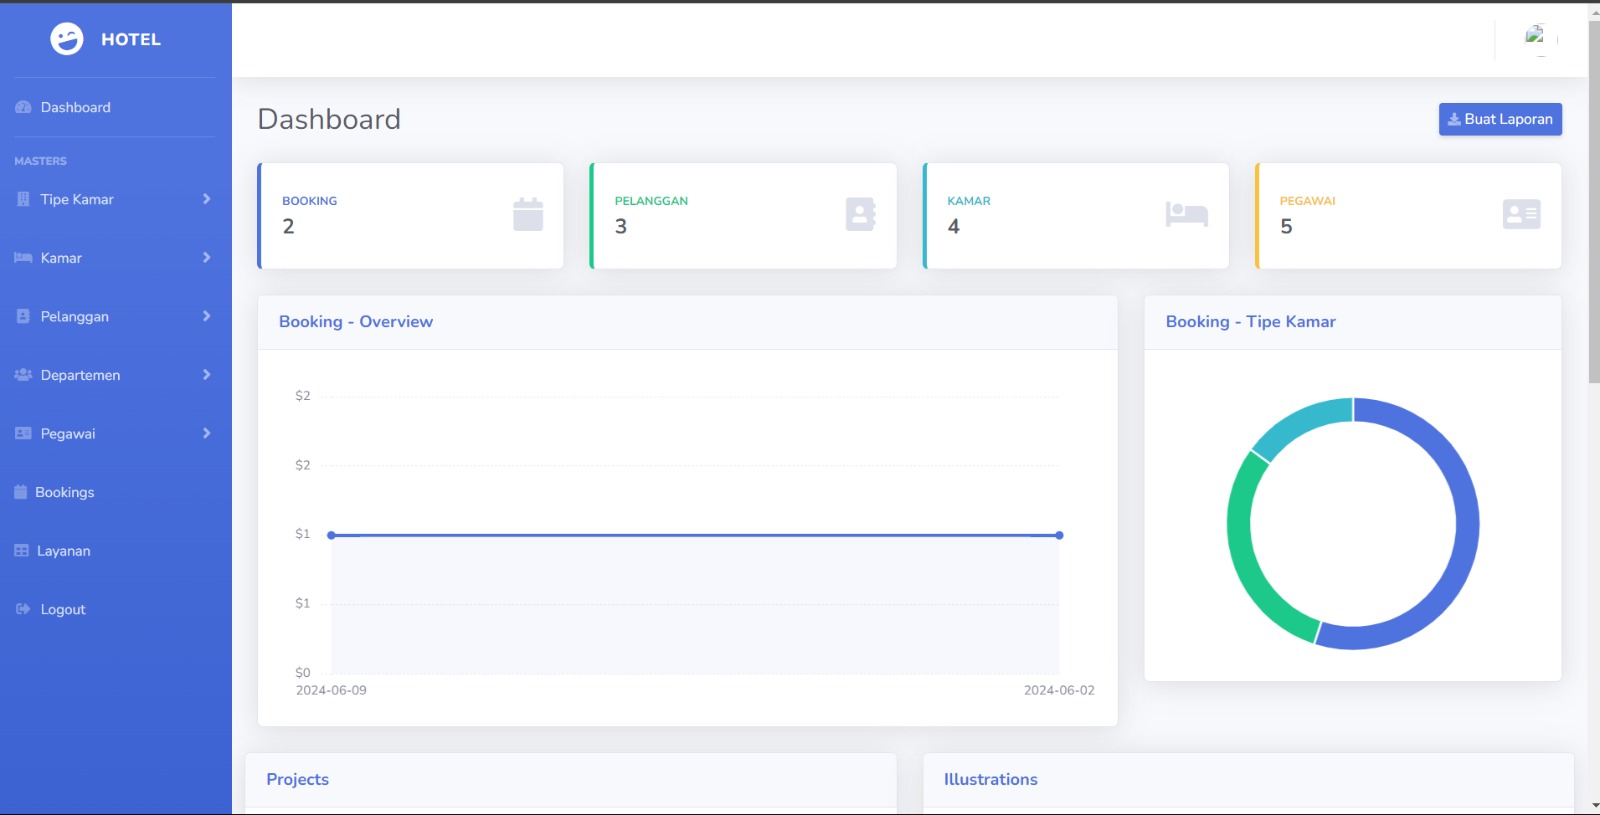 HOTEL
Dashboard
MASTERS
Tipe Kamar
Kamar
Pelanggan
Departemen
Pegawai
Bookings
Layanan
Logout
Dashboard
Buat Laporan
BOOKING
2
PELANGGAN
3
KAMAR
4
PEGAWAI
5
Booking - Overview
$2
$2
$1
$1
$0
2024-06-09 2024-06-02
Booking - Tipe Kamar
Projects
Illustrations